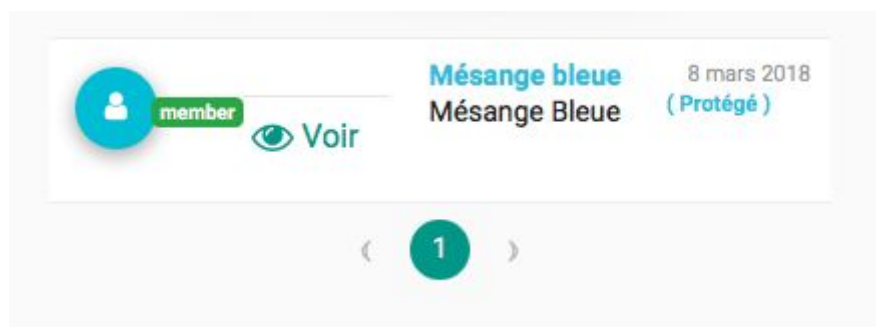 member
Voir
Mésange bleue
Mésange Bleue
8 mars 2018
( Protégé )
1